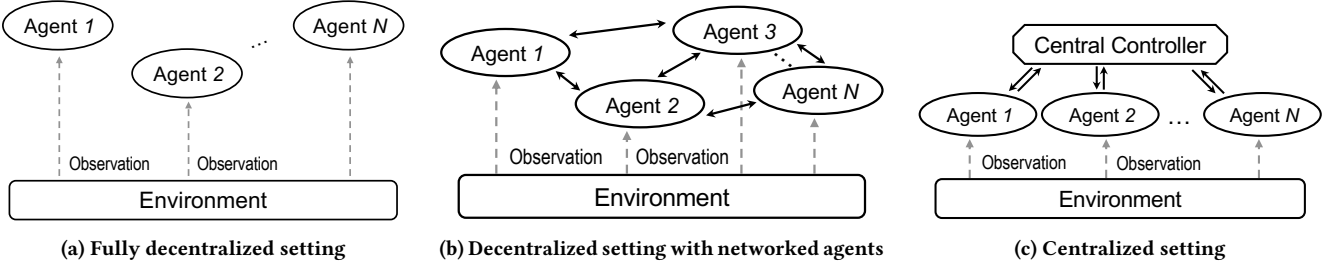 Agent 1
Agent 2
...
Agent N
Observation
Observation
Environment
(a) Fully decentralized setting
Agent 1
Agent 2
Agent 3
...
Agent N
Observation
Observation
Environment
(b) Decentralized setting with networked agents
Central Controller
Agent 1
Agent 2
...
Agent N
Observation
Observation
Environment
(c) Centralized setting